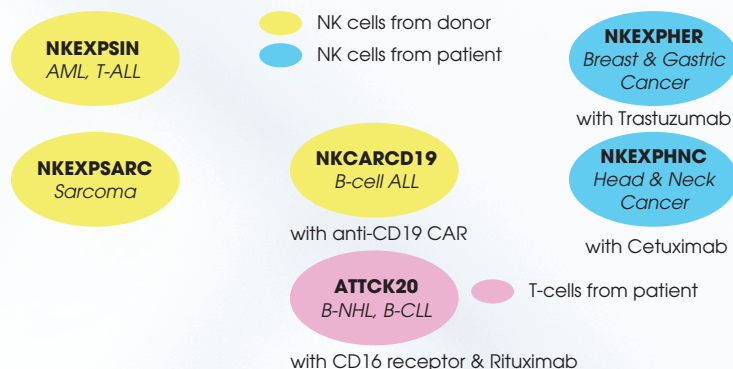 NK cells from donor
NK cells from patient
NKEXPSIN
AML, T-ALL
NKEXPHER
Breast & Gastric
Cancer
with Trastuzumab
NKEXPSARC
Sarcoma
NKCARCD19
B-cell ALL
with anti-CD19 CAR
NKEXPHNC
Head & Neck
Cancer
with Cetuximab
ATTCK20
B-NHL, B-CLL
with CD16 receptor & Rituximab
T-cells from patient